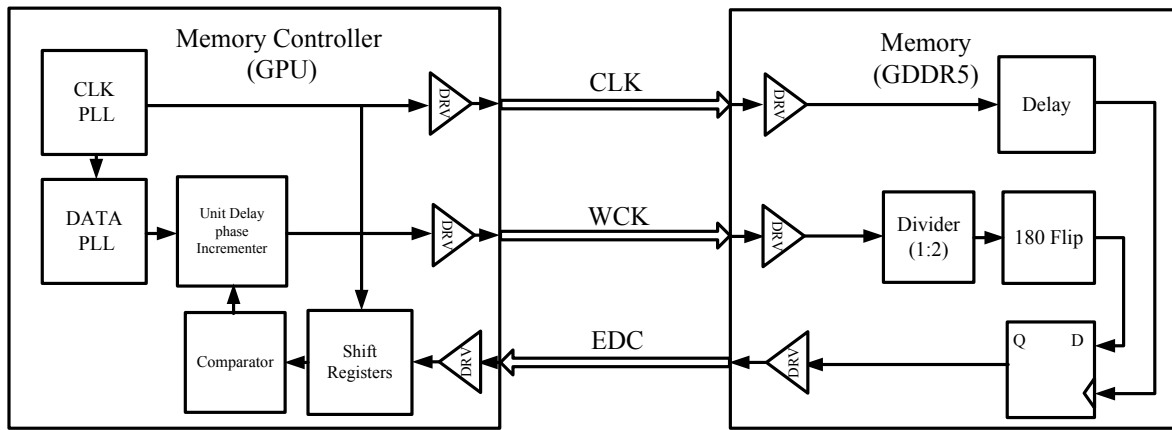 Memory Controller
(GPU)
CLK
PLL
DRV
CLK
DRV
Memory
(GDDR5)
Delay
DATA
PLL
Unit Delay
phase
Incrementer
DRV
WCK
DRV
Divider
(1:2)
180 Flip
Comparator
Shift
Registers
DRV
EDC
DRV
Q D